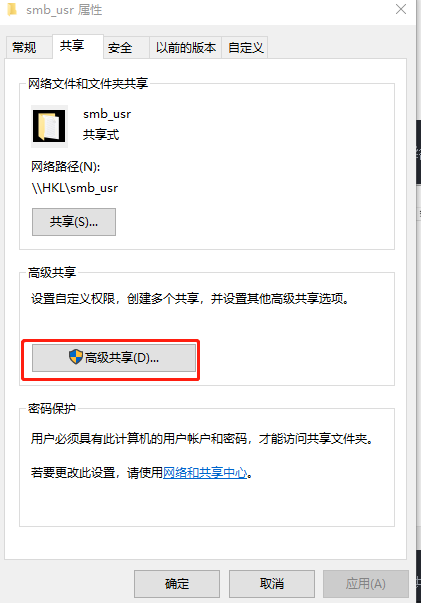 smb_usr 属性
常规 共享 安全 以前的版本 自定义
网络文件和文件夹共享
smb_usr
共享式
网络路径(N):
\\HKL\smb_usr
共享(S)...
高级共享
设置自定义权限，创建多个共享，并设置其他高级共享选项。
高级共享(D)...
密码保护
用户必须具有此计算机的用户帐户和密码，才能访问共享文件夹。
若要更改此设置，请使用网络和共享中心。
确定 取消 应用(A)